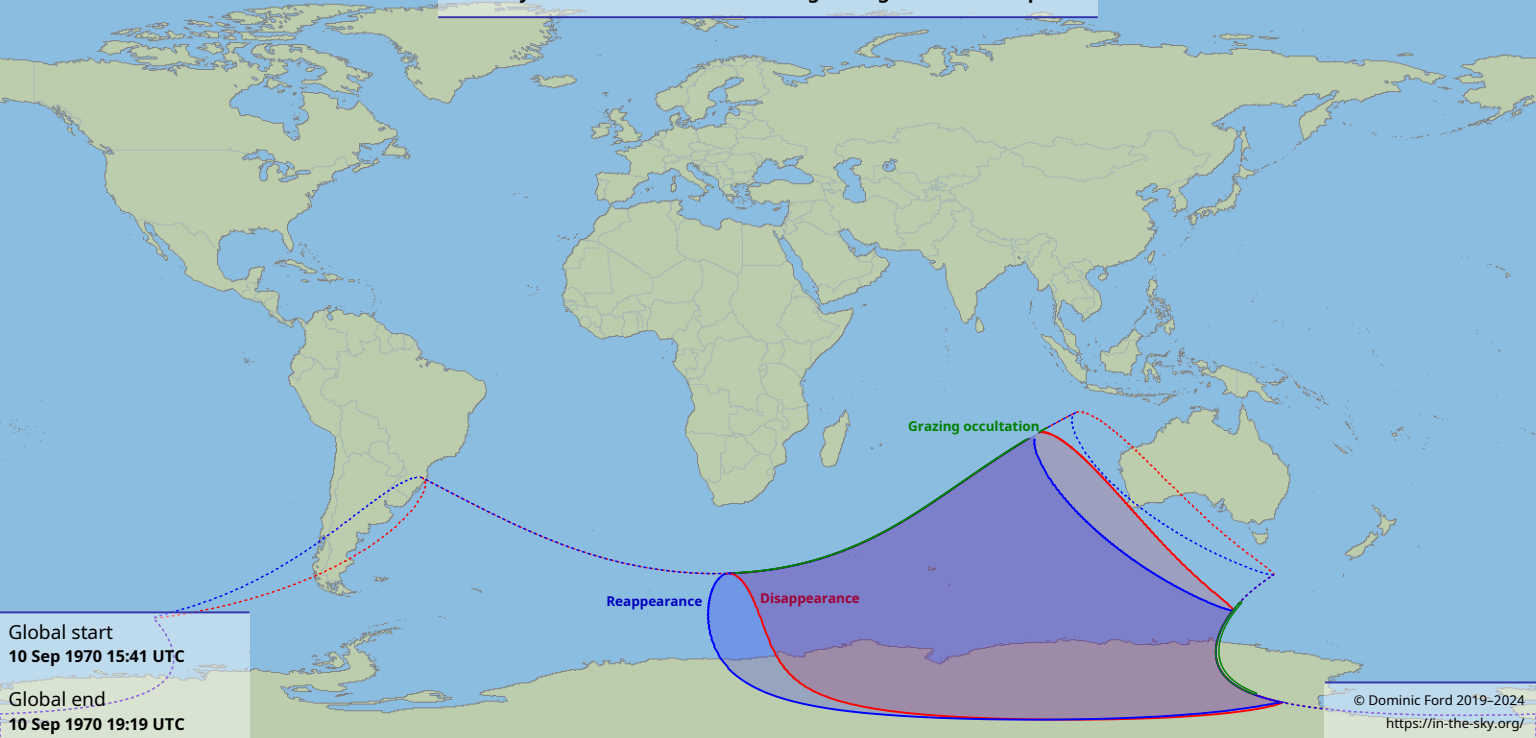 Grazing occultation
Reappearance
Disappearance
Global start
10 Sep 1970 15:41 UTC
Global end
10 Sep 1970 19:19 UTC
© Dominic Ford 2019–2024
https://in-the-sky.org/